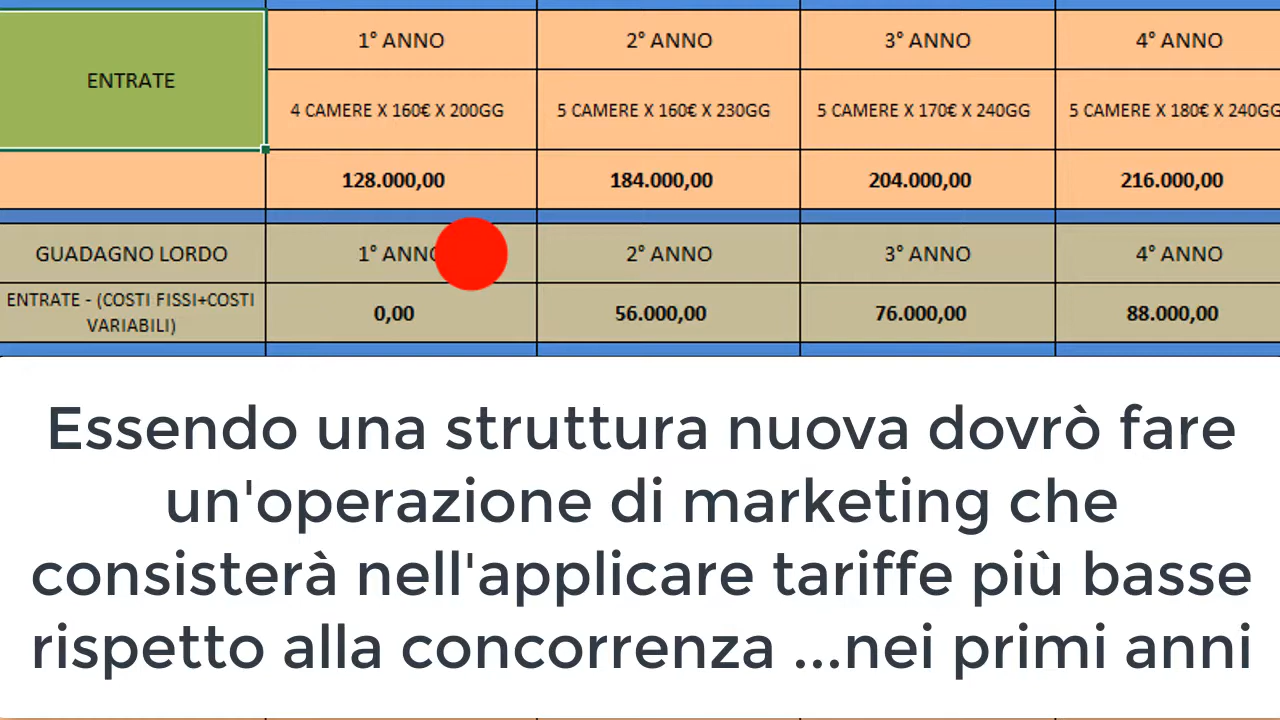 1° ANNO 2° ANNO 3° ANNO 4° ANNO
ENTRATE
4 CAMERE X 160€ X 200GG 5 CAMERE X 160€ X 230GG 5 CAMERE X 170€ X 240GG 5 CAMERE X 180€ X 240GG
128.000,00 184.000,00 204.000,00 216.000,00
GUADAGNO LORDO 1° ANNO 2° ANNO 3° ANNO 4° ANNO
ENTRATE - (COSTI FISSI+COSTI
VARIABILI) 0,00 56.000,00 76.000,00 88.000,00
Essendo una struttura nuova dovrò fare
un'operazione di marketing che
consisterà nell'applicare tariffe più basse
rispetto alla concorrenza ...nei primi anni